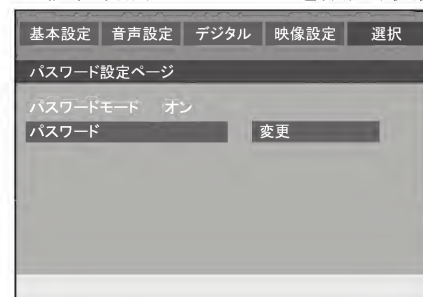 基本設定 音声設定 デジタル 映像設定 選択
パスワード設定ページ
パスワードモード オン
パスワード 変更